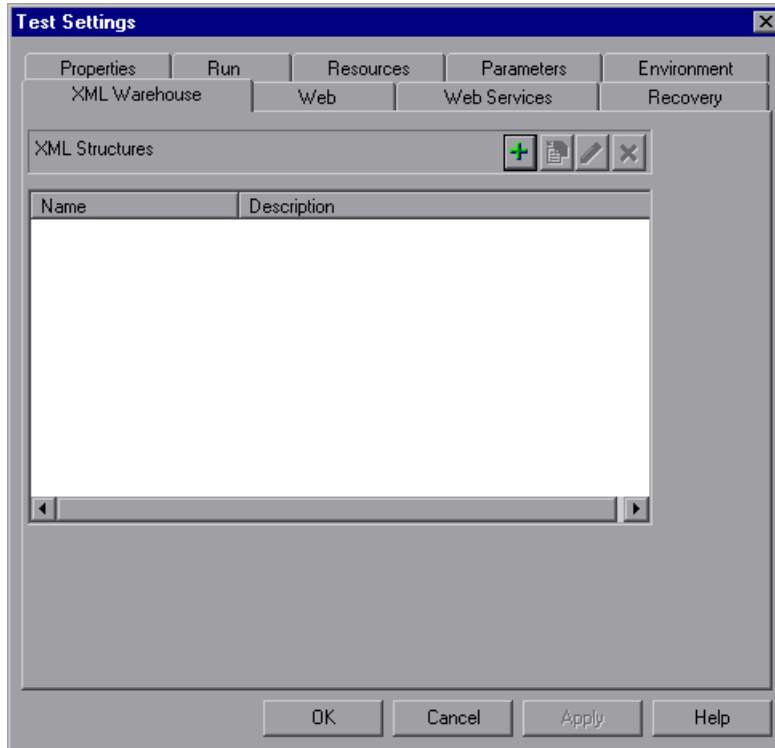 Test Settings
Properties Run Resources Parameters Environment
XML Warehouse Web Web Services Recovery
XML Structures
Name Description
OK Cancel Apply Help